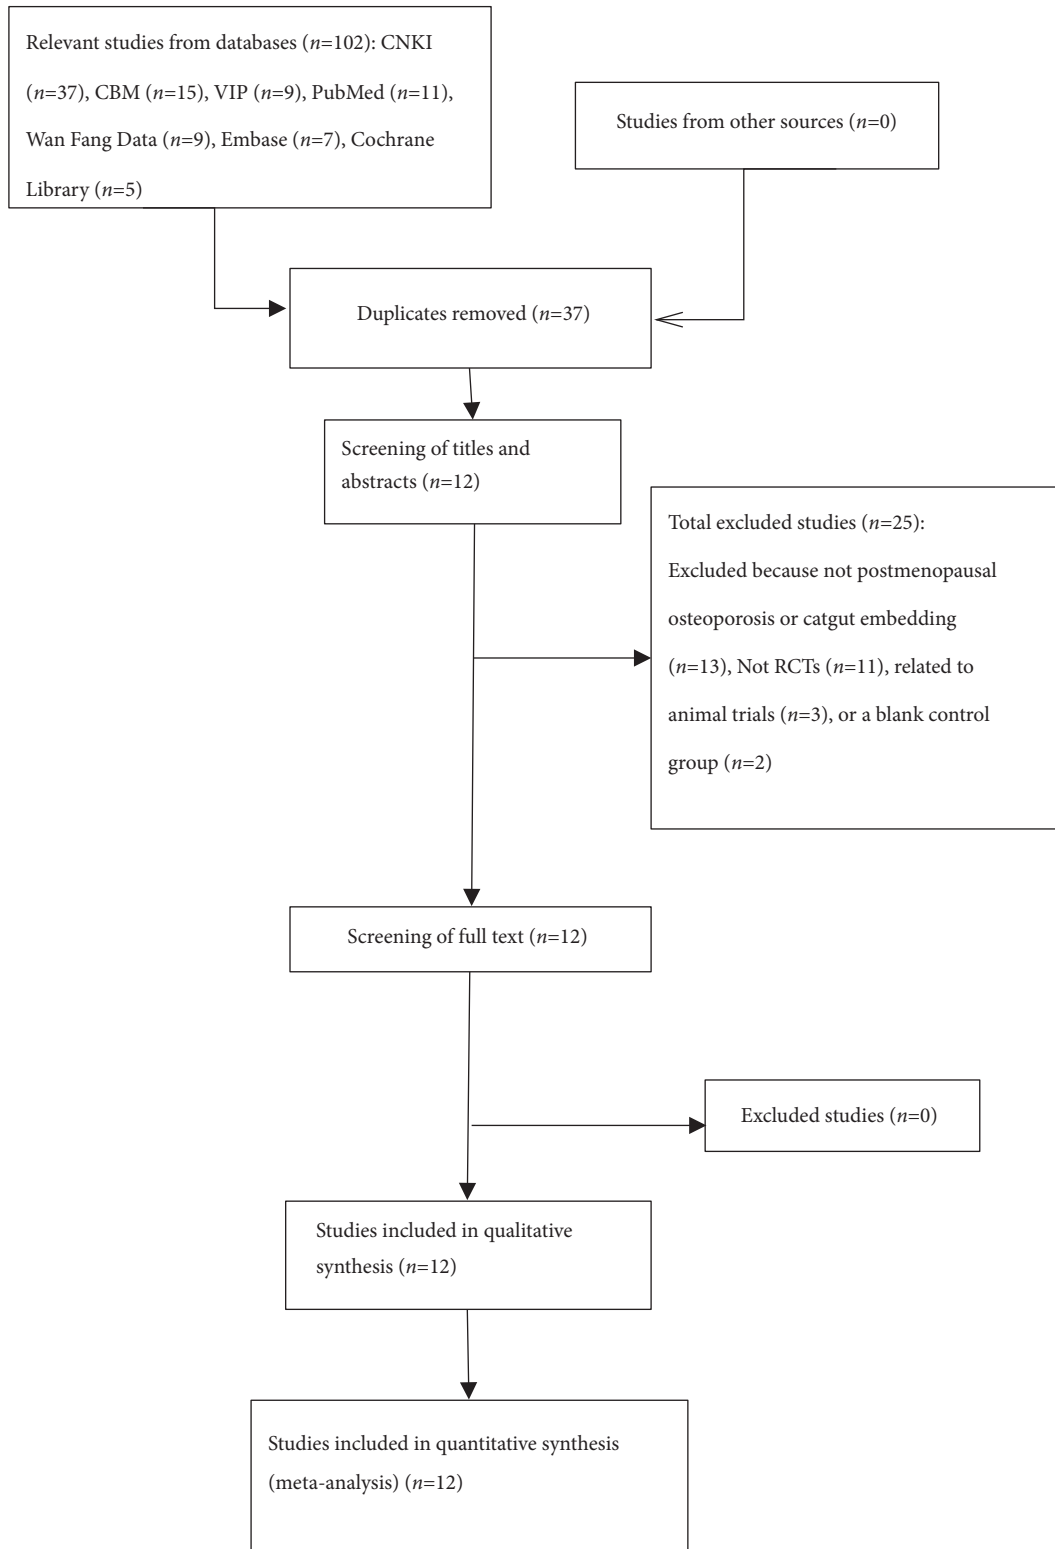 Relevant studies from databases (n=102): CNKI
(n=37), CBM (n=15), VIP (n=9), PubMed (n=11),
Wan Fang Data (n=9), Embase (n=7), Cochrane
Library (n=5)
Studies from other sources (n=0)
Duplicates removed (n=37)
Screening of titles and
abstracts (n=12)
Total excluded studies (n=25):
Excluded because not postmenopausal
osteoporosis or catgut embedding
(n=13), Not RCTs (n=11), related to
animal trials (n=3), or a blank control
group (n=2)
Screening of full text (n=12)
Excluded studies (n=0)
Studies included in qualitative
synthesis (n=12)
Studies included in quantitative synthesis
(meta-analysis) (n=12)